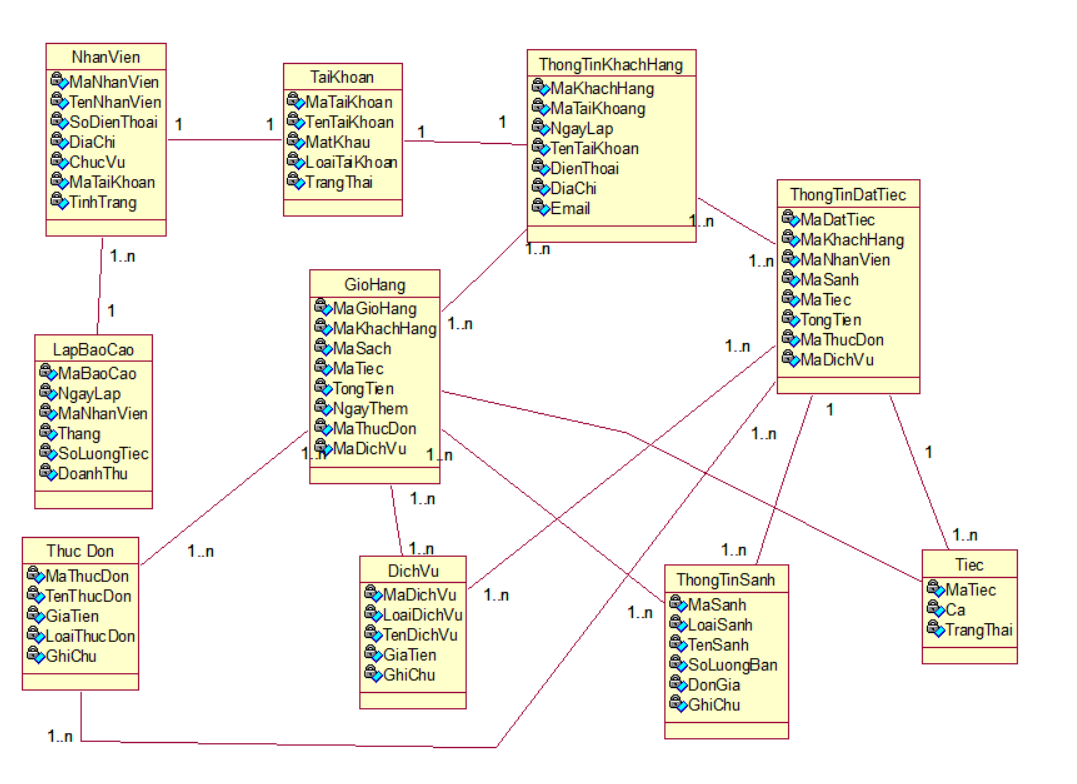 NhanVien
MaNhanVien
TenNhanVien
SoDienThoai
DiaChi
ChucVu
MaTaiKhoan
TinhTrang
1
1
TaiKhoan
MaTaiKhoan
TenTaiKhoan
MatKhau
LoaiTaiKhoan
TrangThai
1
1
ThongTinKhachHang
MaKhachHang
MaTaiKhoang
NgayLap
TenTaiKhoan
DienThoai
DiaChi
Email
1..n
1..n
ThongTinDatTiec
MaDatTiec
MaKhachHang
MaNhanVien
MaSanh
MaTiec
TongTien
MaThucDon
MaDichVu
1..n
1
LapBaoCao
MaBaoCao
NgayLap
MaNhanVien
Thang
SoLuongTiec
DoanhThu
1..n
1..n
GioHang
MaGioHang
MaKhachHang
MaSach
MaTiec
TongTien
NgayThem
MaThucDon
MaDichVu
1..n
1..n
1..n
1..n
1..n
1
1
1..n
1..n
1..n
1..n
1..n
1..n
1..n
Thuc Don
MaThucDon
TenThucDon
GiaTien
LoaiThucDon
GhiChu
1..n
DichVu
MaDichVu
LoaiDichVu
TenDichVu
GiaTien
GhiChu
ThongTinSanh
MaSanh
LoaiSanh
TenSanh
SoLuongBan
DonGia
GhiChu
Tiec
MaTiec
Ca
TrangThai